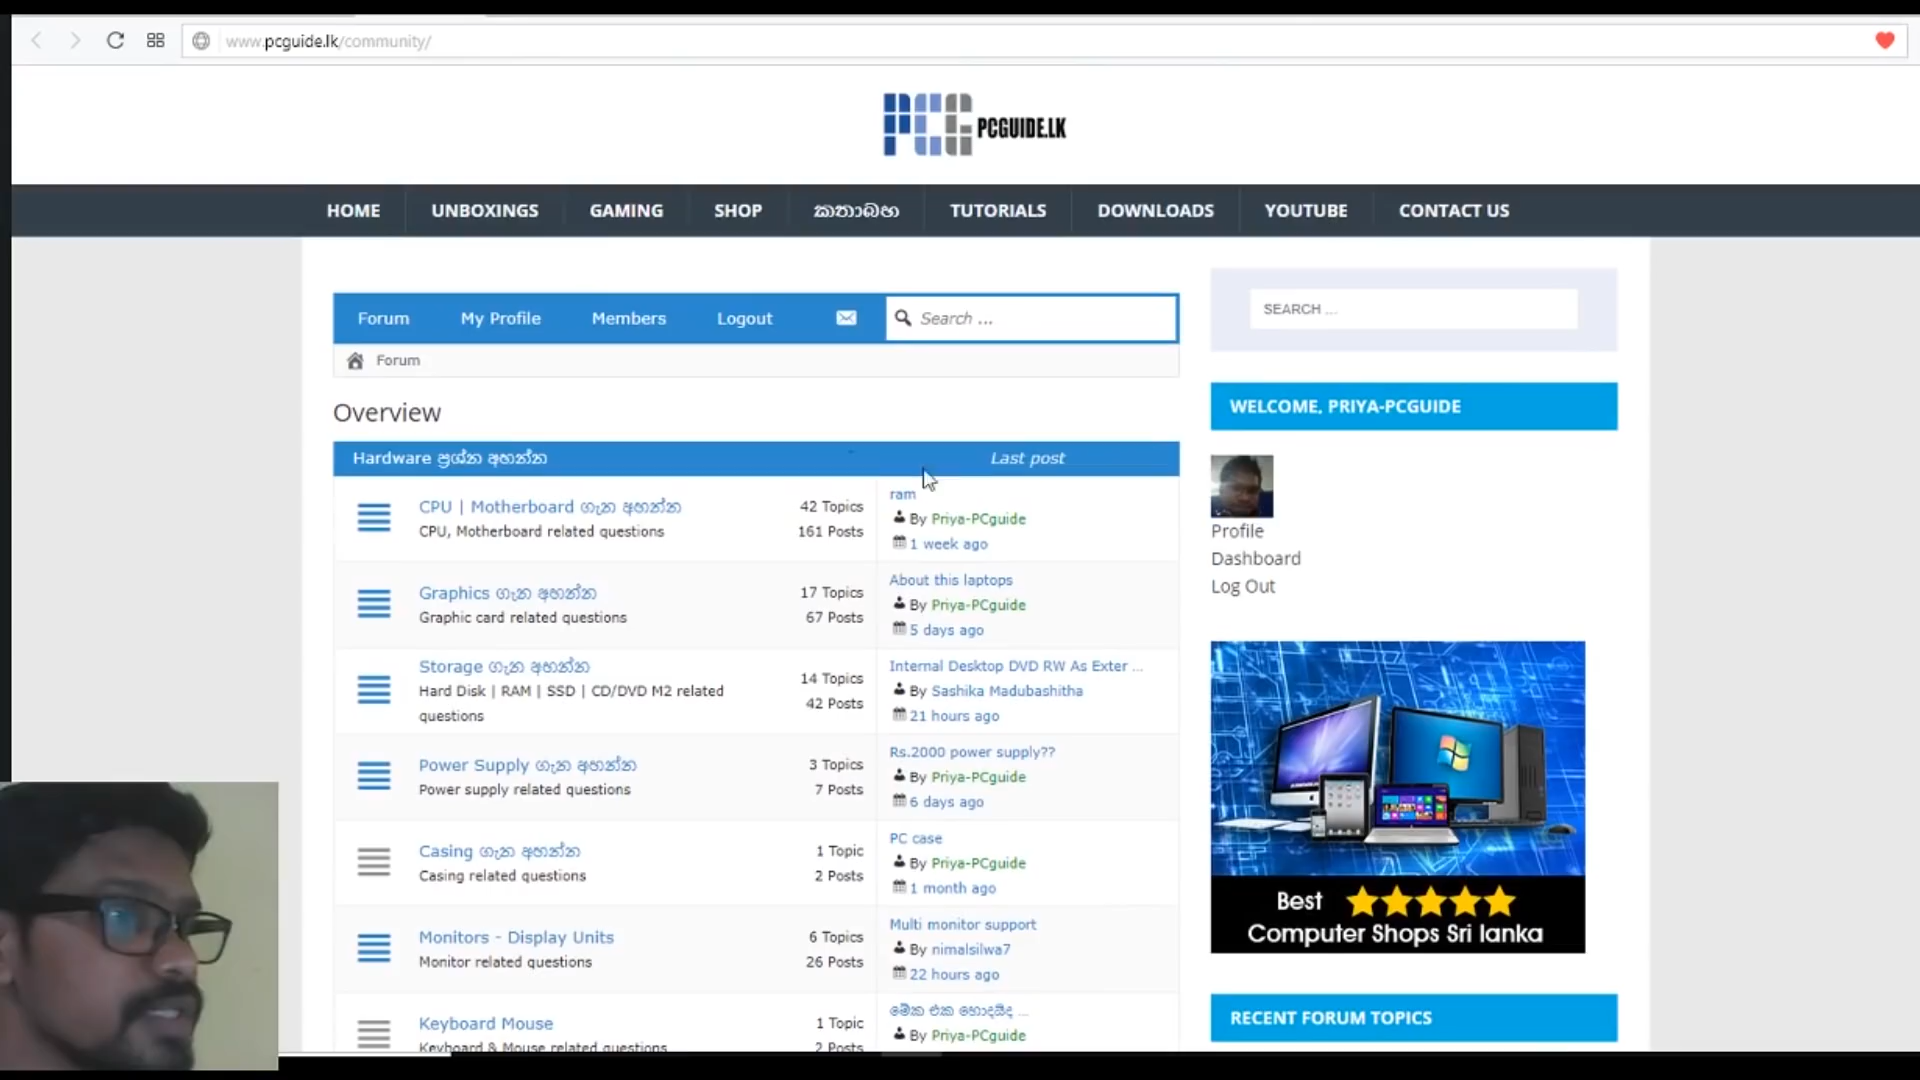 www.pcguide.lk/community/
PCG PCGUIDE.LK
HOME UNBOXINGS GAMING SHOP කතාබහ TUTORIALS DOWNLOADS YOUTUBE CONTACT US
Forum My Profile Members Logout Search ...
SEARCH ...
Forum
WELCOME, PRIYA-PCGUIDE
Overview
Hardware ප්‍රශ්න අහන්න Last post
CPU | Motherboard ගැන අහන්න
CPU, Motherboard related questions
42 Topics
161 Posts
ram
By Priya-PCguide
1 week ago
Graphics ගැන අහන්න
Graphic card related questions
17 Topics
67 Posts
About this laptops
By Priya-PCguide
5 days ago
Storage ගැන අහන්න
Hard Disk | RAM | SSD | CD/DVD M2 related
questions
14 Topics
42 Posts
Internal Desktop DVD RW As Exter ...
By Sashika Madubashitha
21 hours ago
Power Supply ගැන අහන්න
Power supply related questions
3 Topics
7 Posts
Rs.2000 power supply??
By Priya-PCguide
6 days ago
Casing ගැන අහන්න
Casing related questions
1 Topic
2 Posts
PC case
By Priya-PCguide
1 month ago
Monitors - Display Units
Monitor related questions
6 Topics
26 Posts
Multi monitor support
By nimalsilwa7
22 hours ago
Keyboard Mouse
Keyboard & Mouse related questions
1 Topic
2 Posts
මේක එක හොදයිද ...
By Priya-PCguide
Profile
Dashboard
Log Out
Best
Computer Shops Sri lanka
RECENT FORUM TOPICS